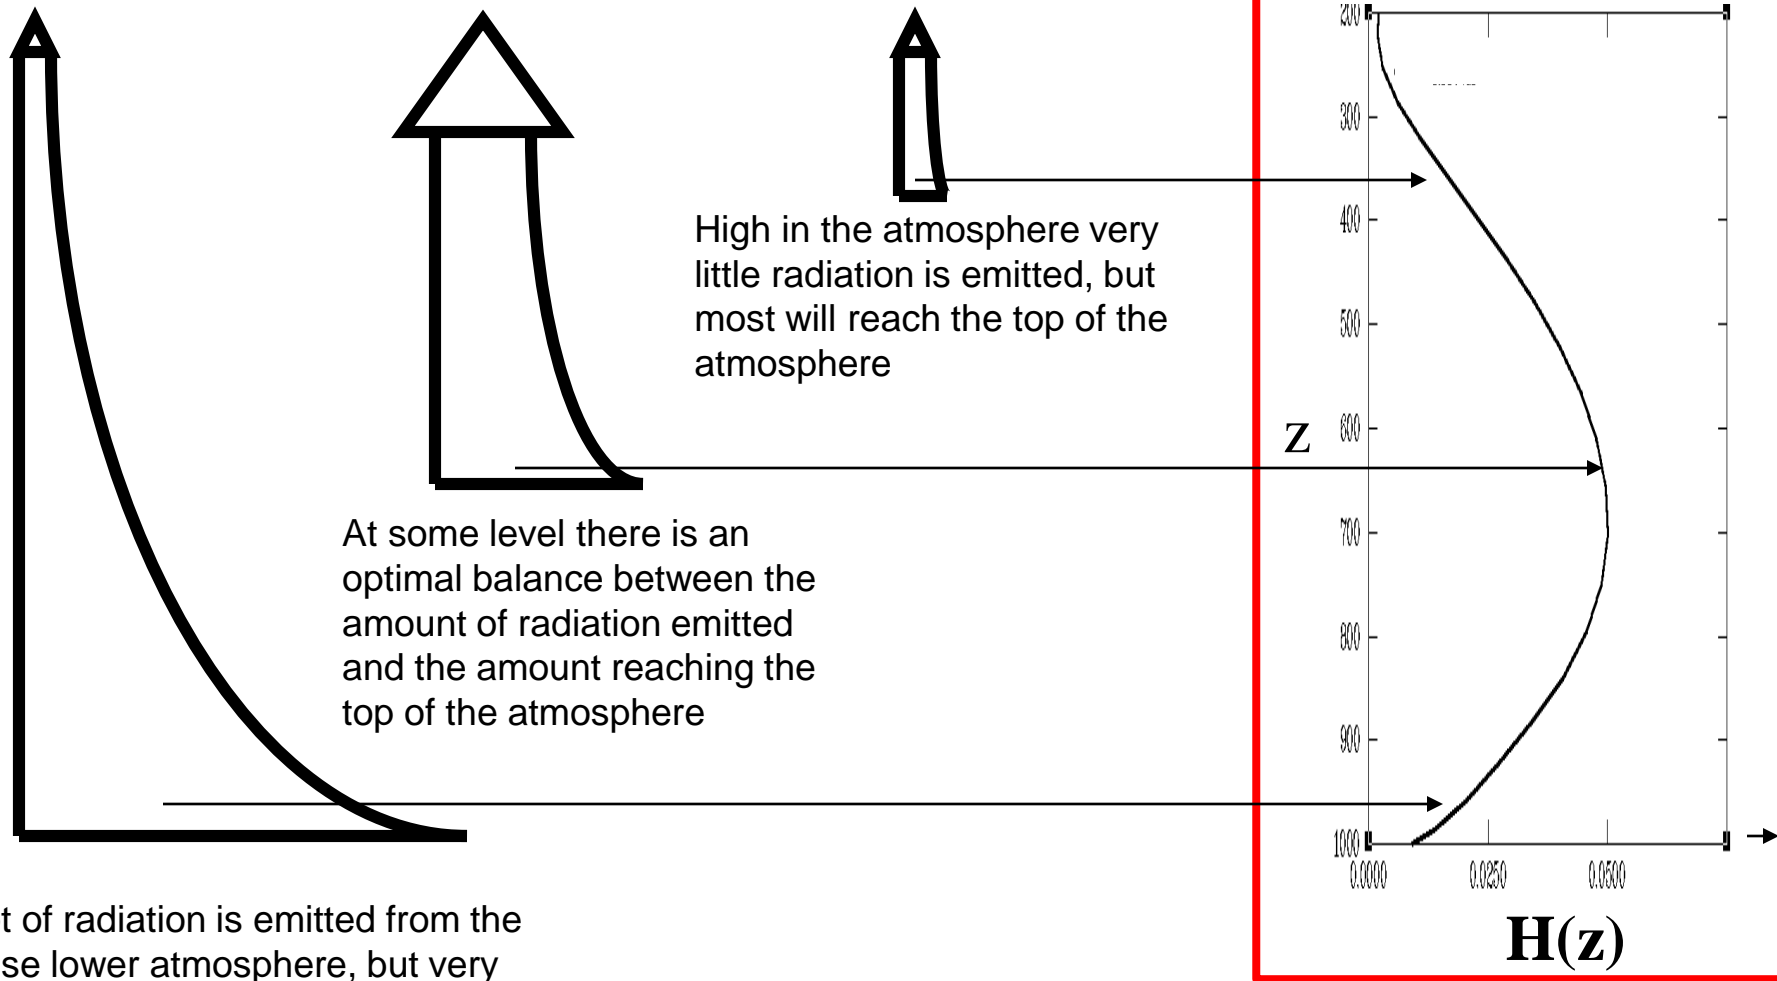 High in the atmosphere very
little radiation is emitted, but
most will reach the top of the
atmosphere
At some level there is an
optimal balance between the
amount of radiation emitted
and the amount reaching the
top of the atmosphere
t of radiation is emitted from the
se lower atmosphere, but very
200
300
400
500
z
600
700
800
900
1000
0.0000 0.0250 0.0500
H(z)